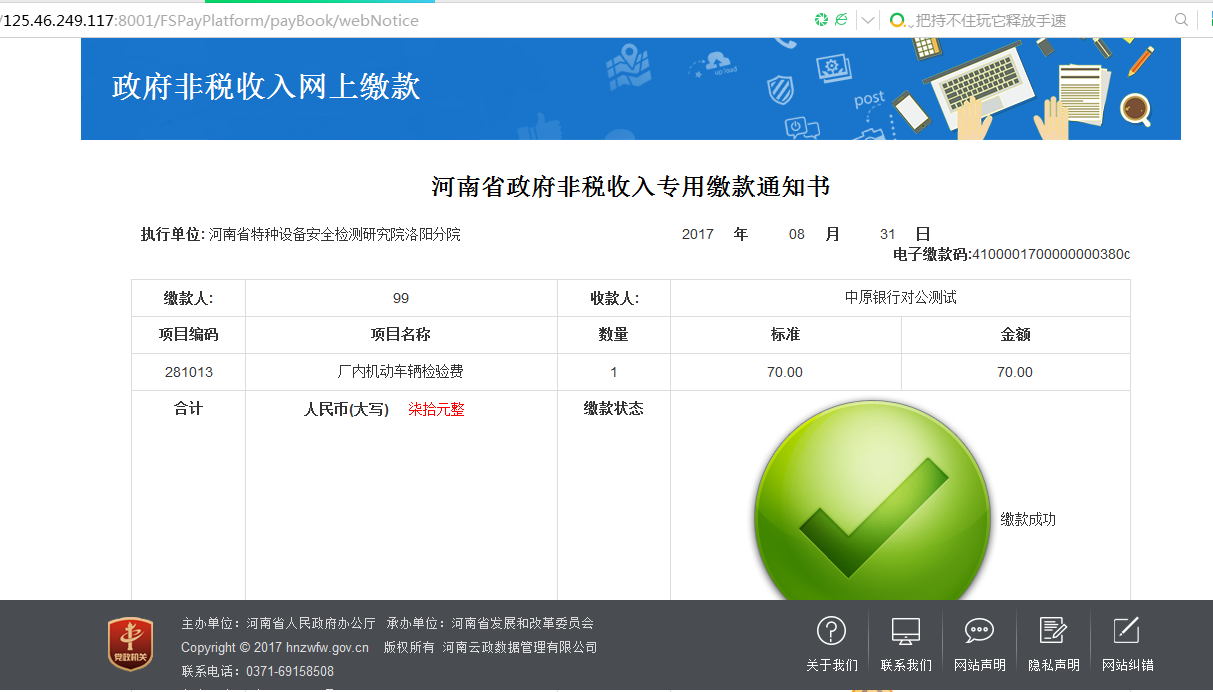 /125.46.249.117:8001/FSPayPlatform/payBook/webNotice
把持不住玩它释放手速
政府非税收入网上缴款
up load
post
河南省政府非税收入专用缴款通知书
执行单位: 河南省特种设备安全检测研究院洛阳分院 2017 年 08 月 31 日
电子缴款码:4100001700000000380c
缴款人: 99 收款人: 中原银行对公测试
项目编码 项目名称 数量 标准 金额
281013 厂内机动车辆检验费 1 70.00 70.00
合计 人民币(大写) 柒拾元整 缴款状态
缴款成功
主办单位：河南省人民政府办公厅 承办单位：河南省发展和改革委员会
Copyright © 2017 hnzwfw.gov.cn 版权所有 河南云政数据管理有限公司
联系电话：0371-69158508
党政机关
关于我们 联系我们 网站声明 隐私声明 网站纠错